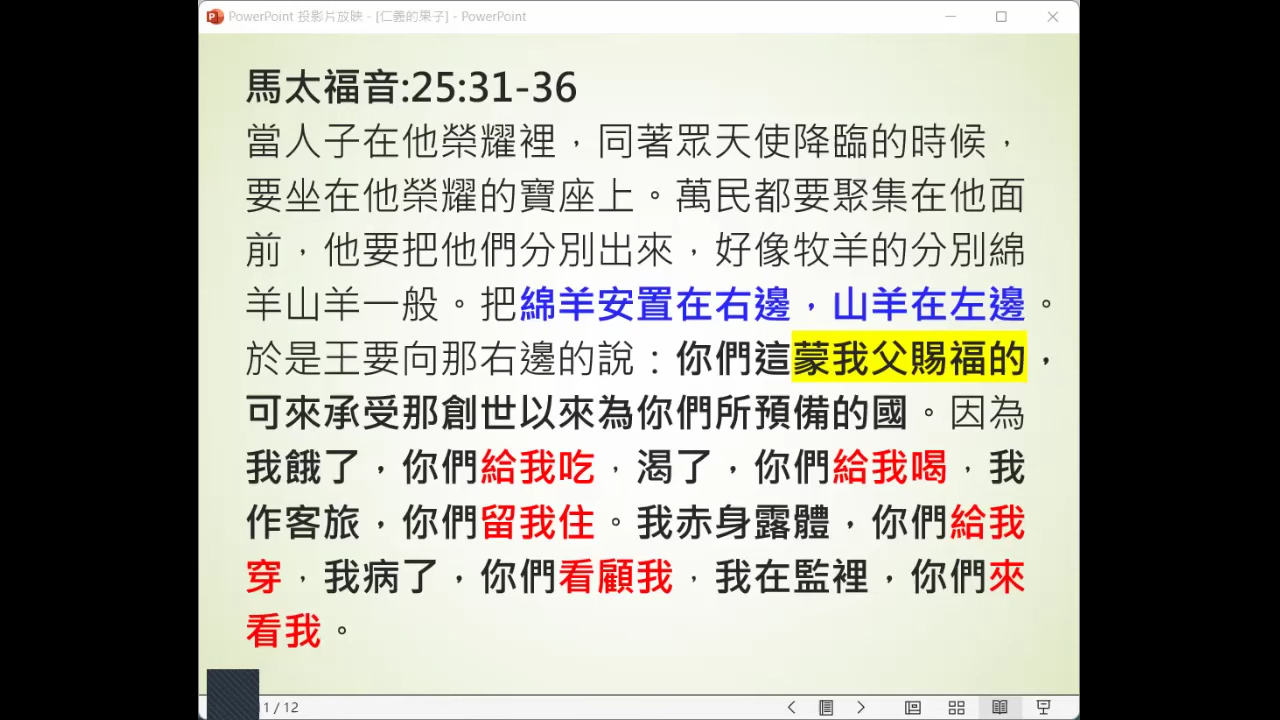 PowerPoint 投影片放映 - [仁義的果子] - PowerPoint
馬太福音:25:31-36
當人子在他榮耀裡，同著眾天使降臨的時候，
要坐在他榮耀的寶座上。萬民都要聚集在他面
前，他要把他們分別出來，好像牧羊的分別綿
羊山羊一般。把綿羊安置在右邊，山羊在左邊。
於是王要向那右邊的說：你們這蒙我父賜福的，
可來承受那創世以來為你們所預備的國。因為
我餓了，你們給我吃，渴了，你們給我喝，我
作客旅，你們留我住。我赤身露體，你們給我
穿，我病了，你們看顧我，我在監裡，你們來
看我。
1 / 12